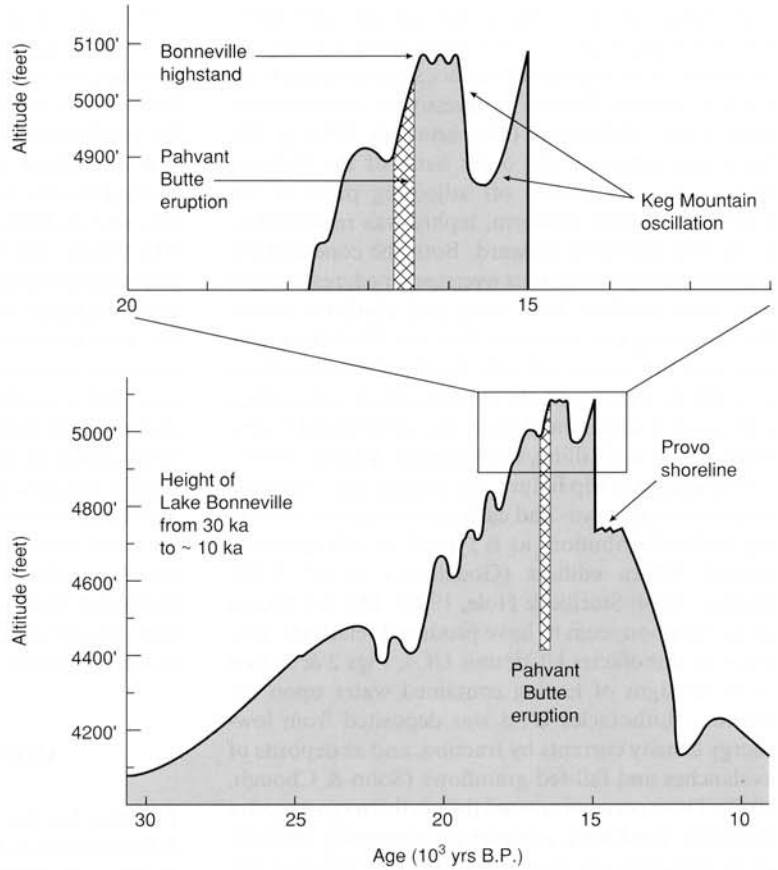 Altitude (feet)
5100'
5000'
4900'
Bonneville
highstand
Pahvant
Butte
eruption
Keg Mountain
oscillation
20
15
Altitude (feet)
5000'
4800'
4600'
4400'
4200'
Height of
Lake Bonneville
from 30 ka
to ~ 10 ka
Provo
shoreline
Pahvant
Butte
eruption
30
25
20
15
10
Age (10³ yrs B.P.)